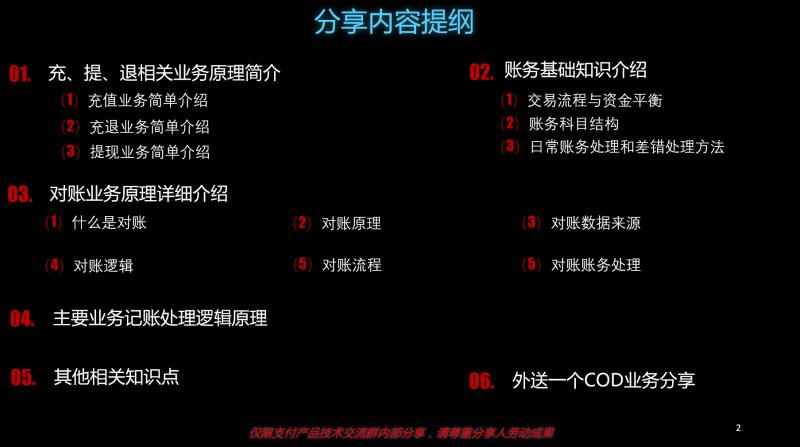 分享内容提纲
01. 充、提、退相关业务原理简介
(1) 充值业务简单介绍
(2) 充退业务简单介绍
(3) 提现业务简单介绍
02. 账务基础知识介绍
(1) 交易流程与资金平衡
(2) 账务科目结构
(3) 日常账务处理和差错处理方法
03. 对账业务原理详细介绍
(1) 什么是对账
(2) 对账原理
(3) 对账数据来源
(4) 对账逻辑
(5) 对账流程
(5) 对账账务处理
04. 主要业务记账处理逻辑原理
05. 其他相关知识点
06. 外送一个COD业务分享
仅限支付产品技术交流群内部分享，请尊重分享人劳动成果
2